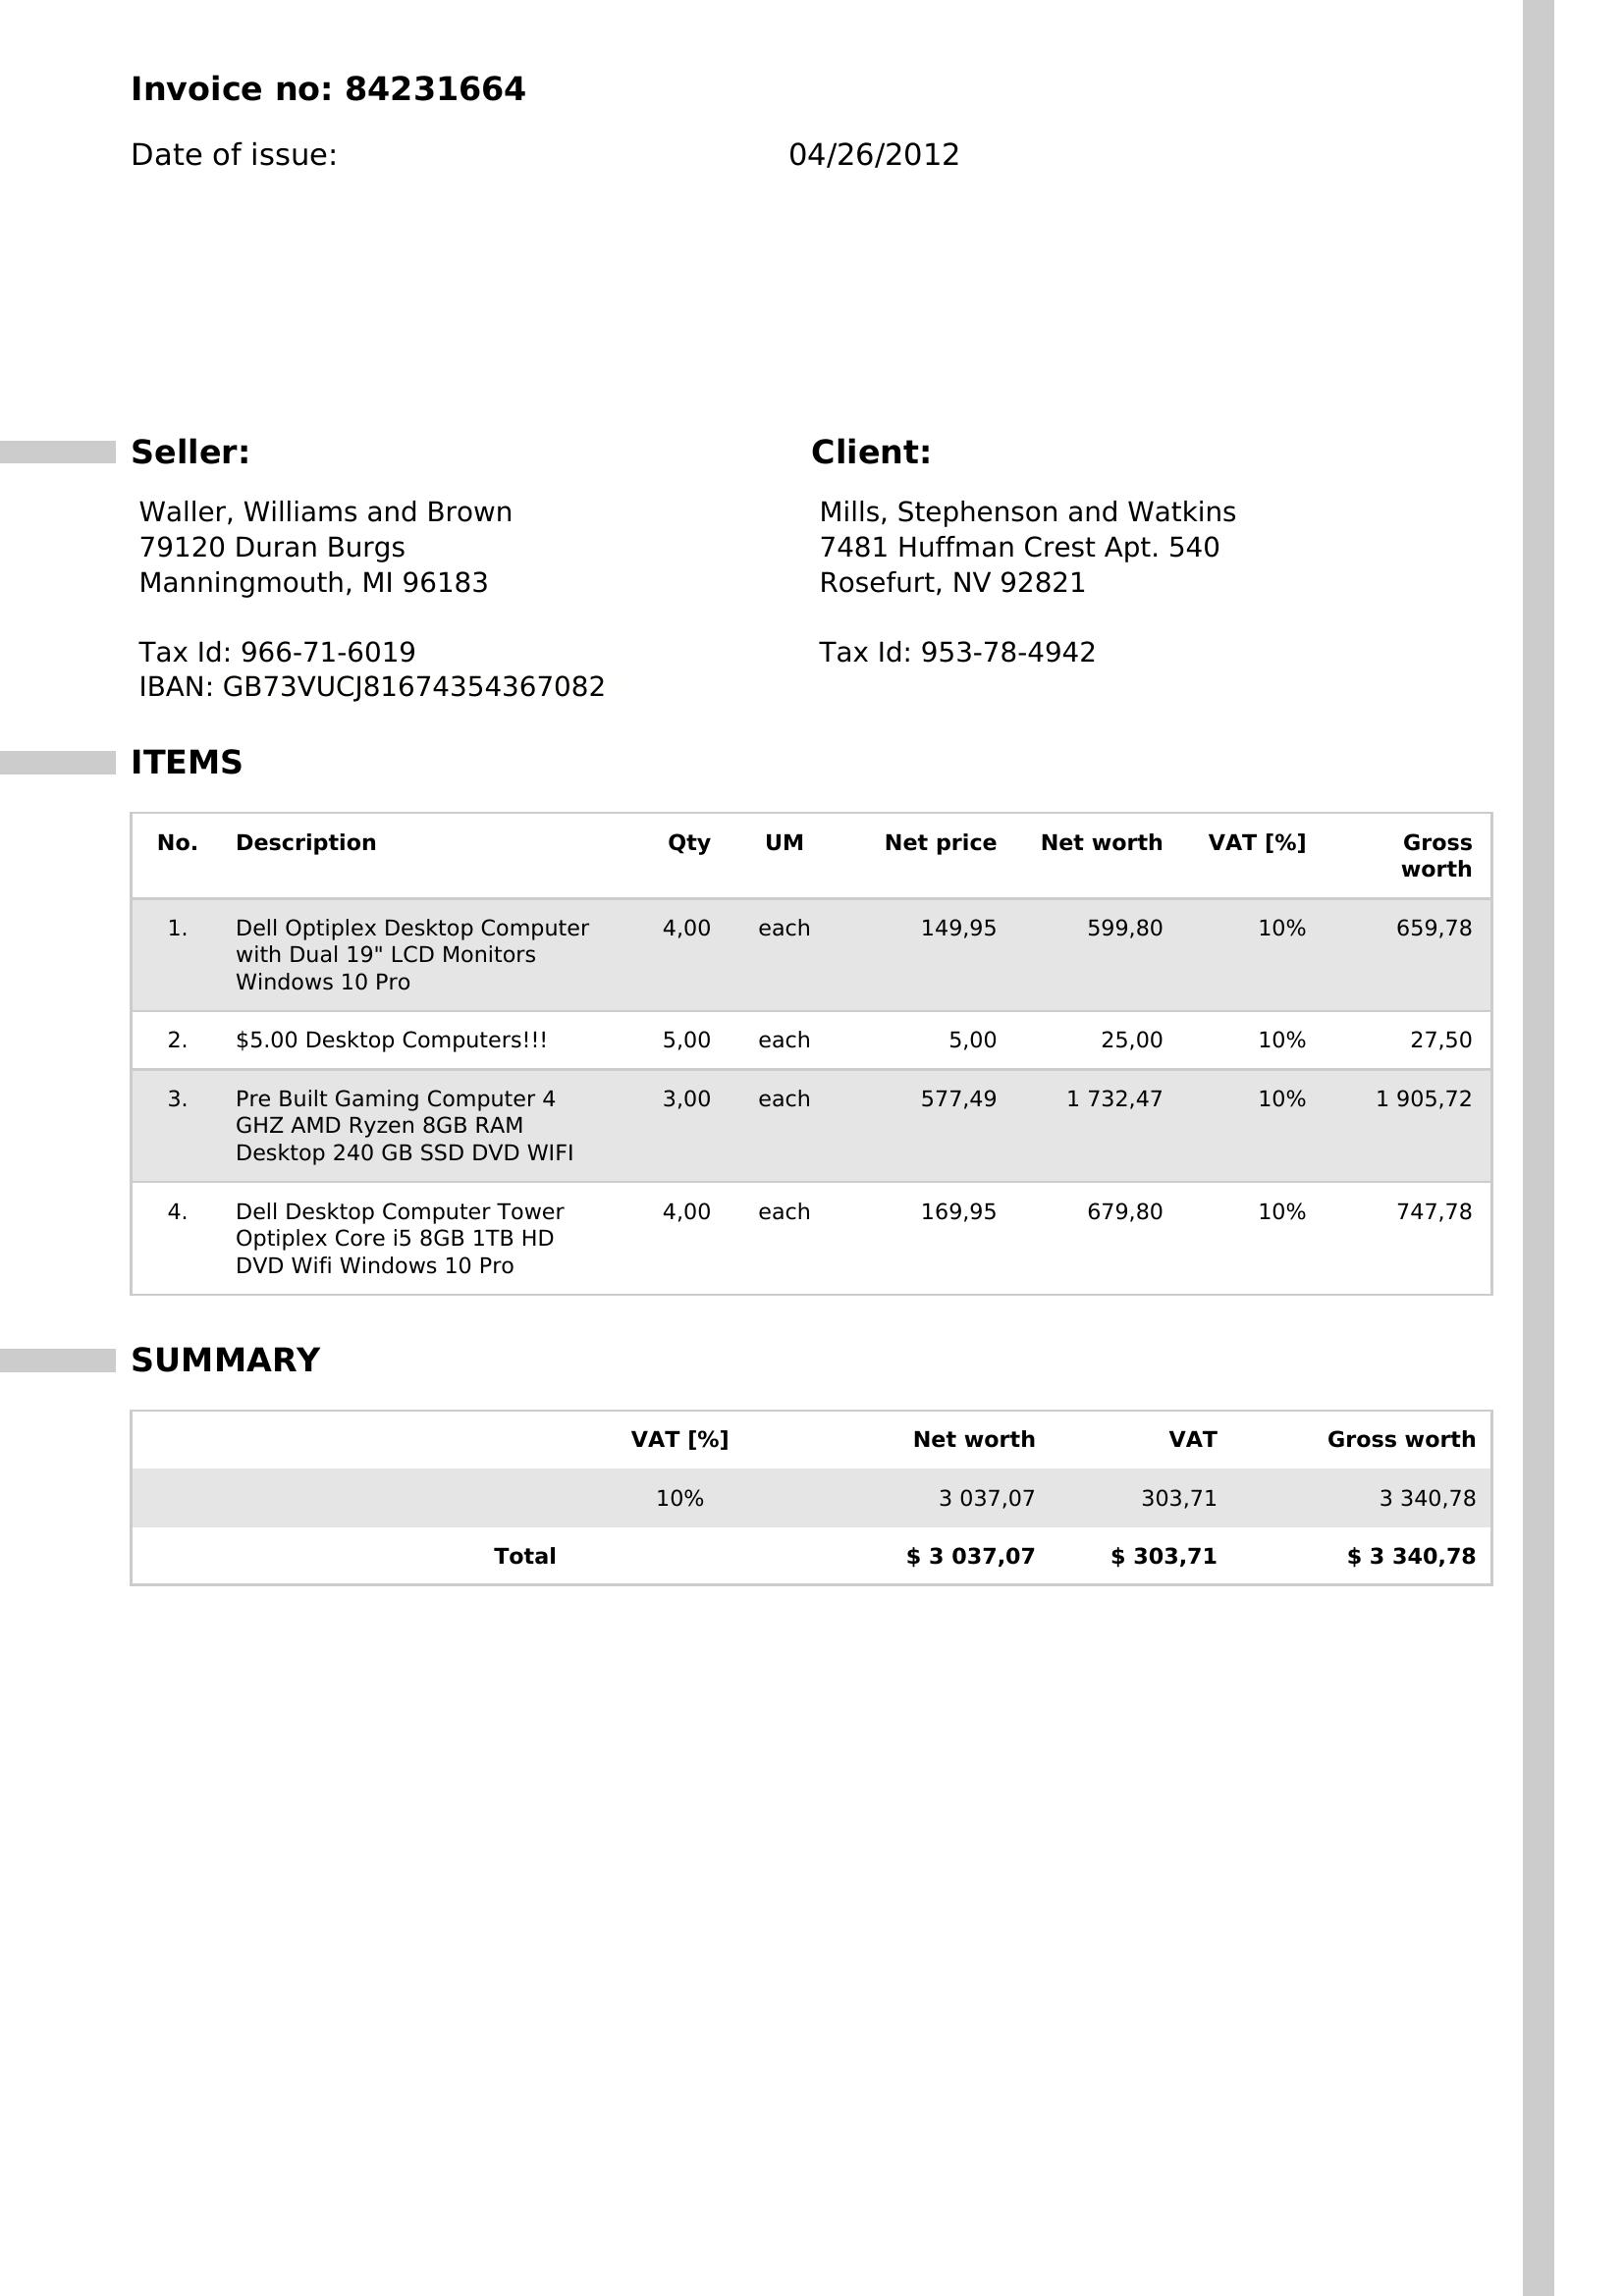 Invoice no: 84231664
Date of issue: 04/26/2012
Seller:
Waller, Williams and Brown
79120 Duran Burgs
Manningmouth, MI 96183
Tax Id: 966-71-6019
IBAN: GB73VUCJ81674354367082
Client:
Mills, Stephenson and Watkins
7481 Huffman Crest Apt. 540
Rosefurt, NV 92821
Tax Id: 953-78-4942
ITEMS
No. Description Qty UM Net price Net worth VAT [%] Gross
worth
1. Dell Optiplex Desktop Computer 4,00 each 149,95 599,80 10% 659,78
with Dual 19" LCD Monitors
Windows 10 Pro
2. $5.00 Desktop Computers!!! 5,00 each 5,00 25,00 10% 27,50
3. Pre Built Gaming Computer 4 3,00 each 577,49 1 732,47 10% 1 905,72
GHZ AMD Ryzen 8GB RAM
Desktop 240 GB SSD DVD WIFI
4. Dell Desktop Computer Tower 4,00 each 169,95 679,80 10% 747,78
Optiplex Core i5 8GB 1TB HD
DVD Wifi Windows 10 Pro
SUMMARY
VAT [%] Net worth VAT Gross worth
10% 3 037,07 303,71 3 340,78
Total $ 3 037,07 $ 303,71 $ 3 340,78